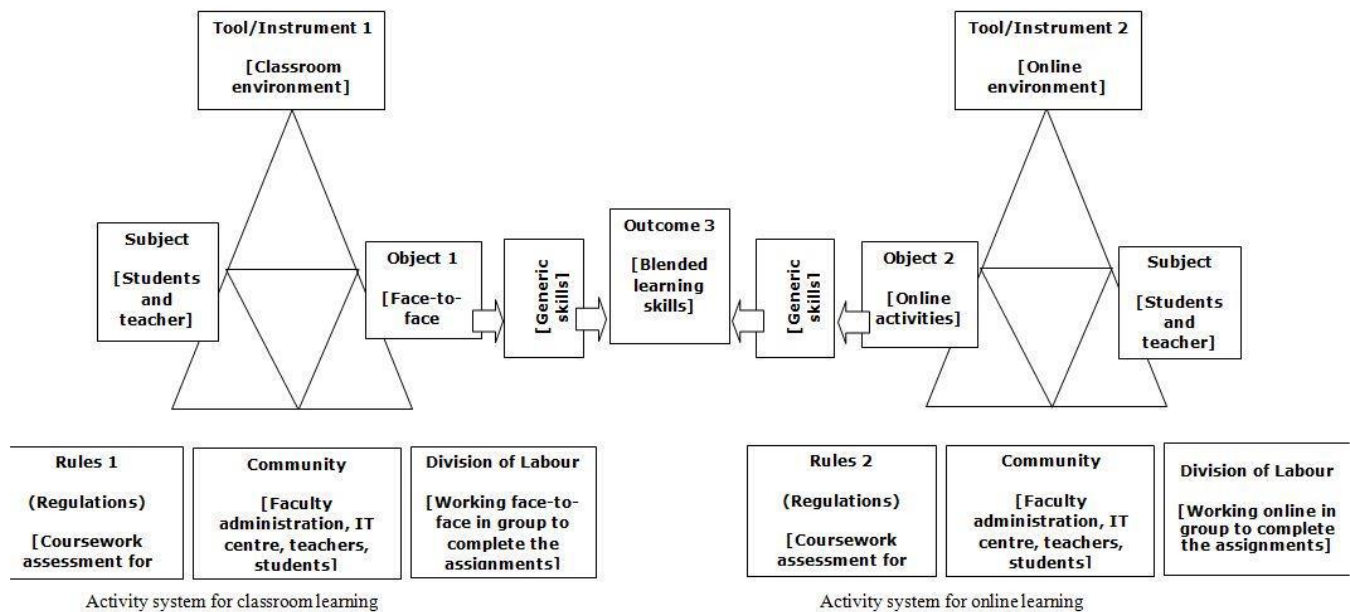 Tool/Instrument 1
[Classroom
environment]
Tool/Instrument 2
[Online
environment]
Subject
[Students
and
teacher]
Object 1
[Face-to-
face
[Generic
skills]
Outcome 3
[Blended
learning
skills]
[Generic
skills]
Object 2
[Online
activities]
Subject
[Students
and
teacher]
Rules 1
(Regulations)
[Coursework
assessment for
Community
[Faculty
administration, IT
centre, teachers,
students]
Division of Labour
[Working face-to-
face in group to
complete the
assignments]
Rules 2
(Regulations)
[Coursework
assessment for
Community
[Faculty
administration, IT
centre, teachers,
students]
Division of Labour
[Working online in
group to complete
the assignments]
Activity system for classroom learning
Activity system for online learning